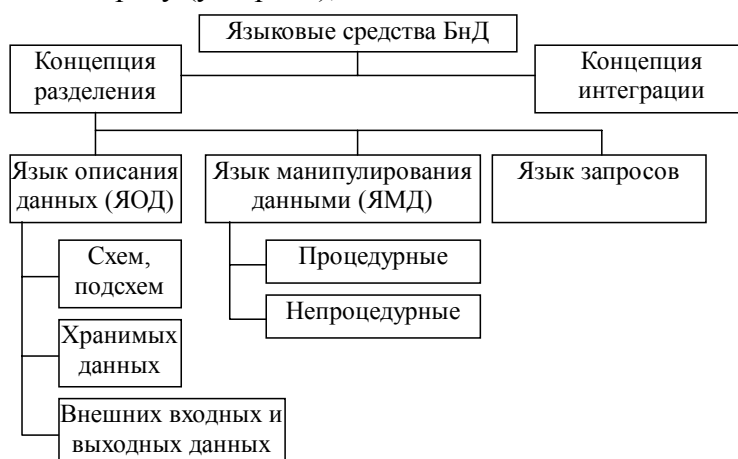 Языковые средства БнД
Концепция
разделения
Концепция
интеграции
Язык описания
данных (ЯОД)
Язык манипулирования
данными (ЯМД)
Язык запросов
Схем,
подсхем
Процедурные
Непроцедурные
Хранимых
данных
Внешних входных и
выходных данных